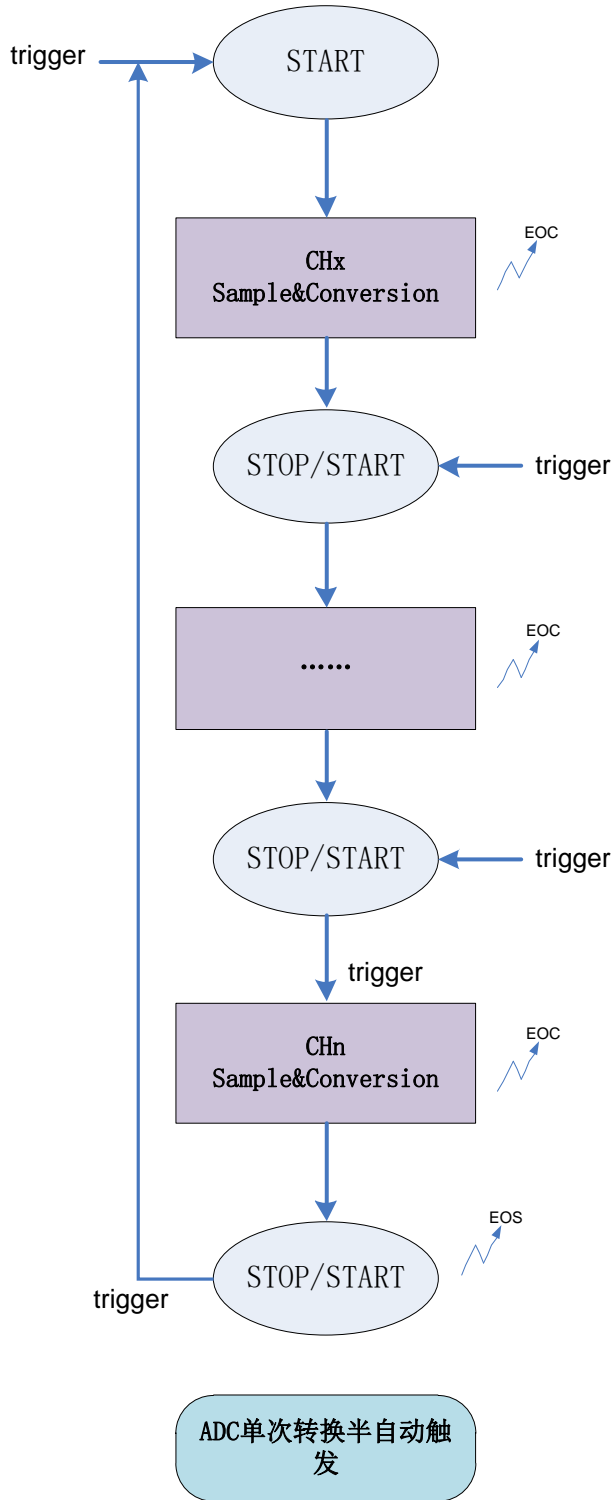 trigger
START
CHx
Sample&Conversion
EOC
STOP/START
trigger
……
EOC
STOP/START
trigger
trigger
CHn
Sample&Conversion
EOC
EOS
STOP/START
trigger
ADC单次转换半自动触
发